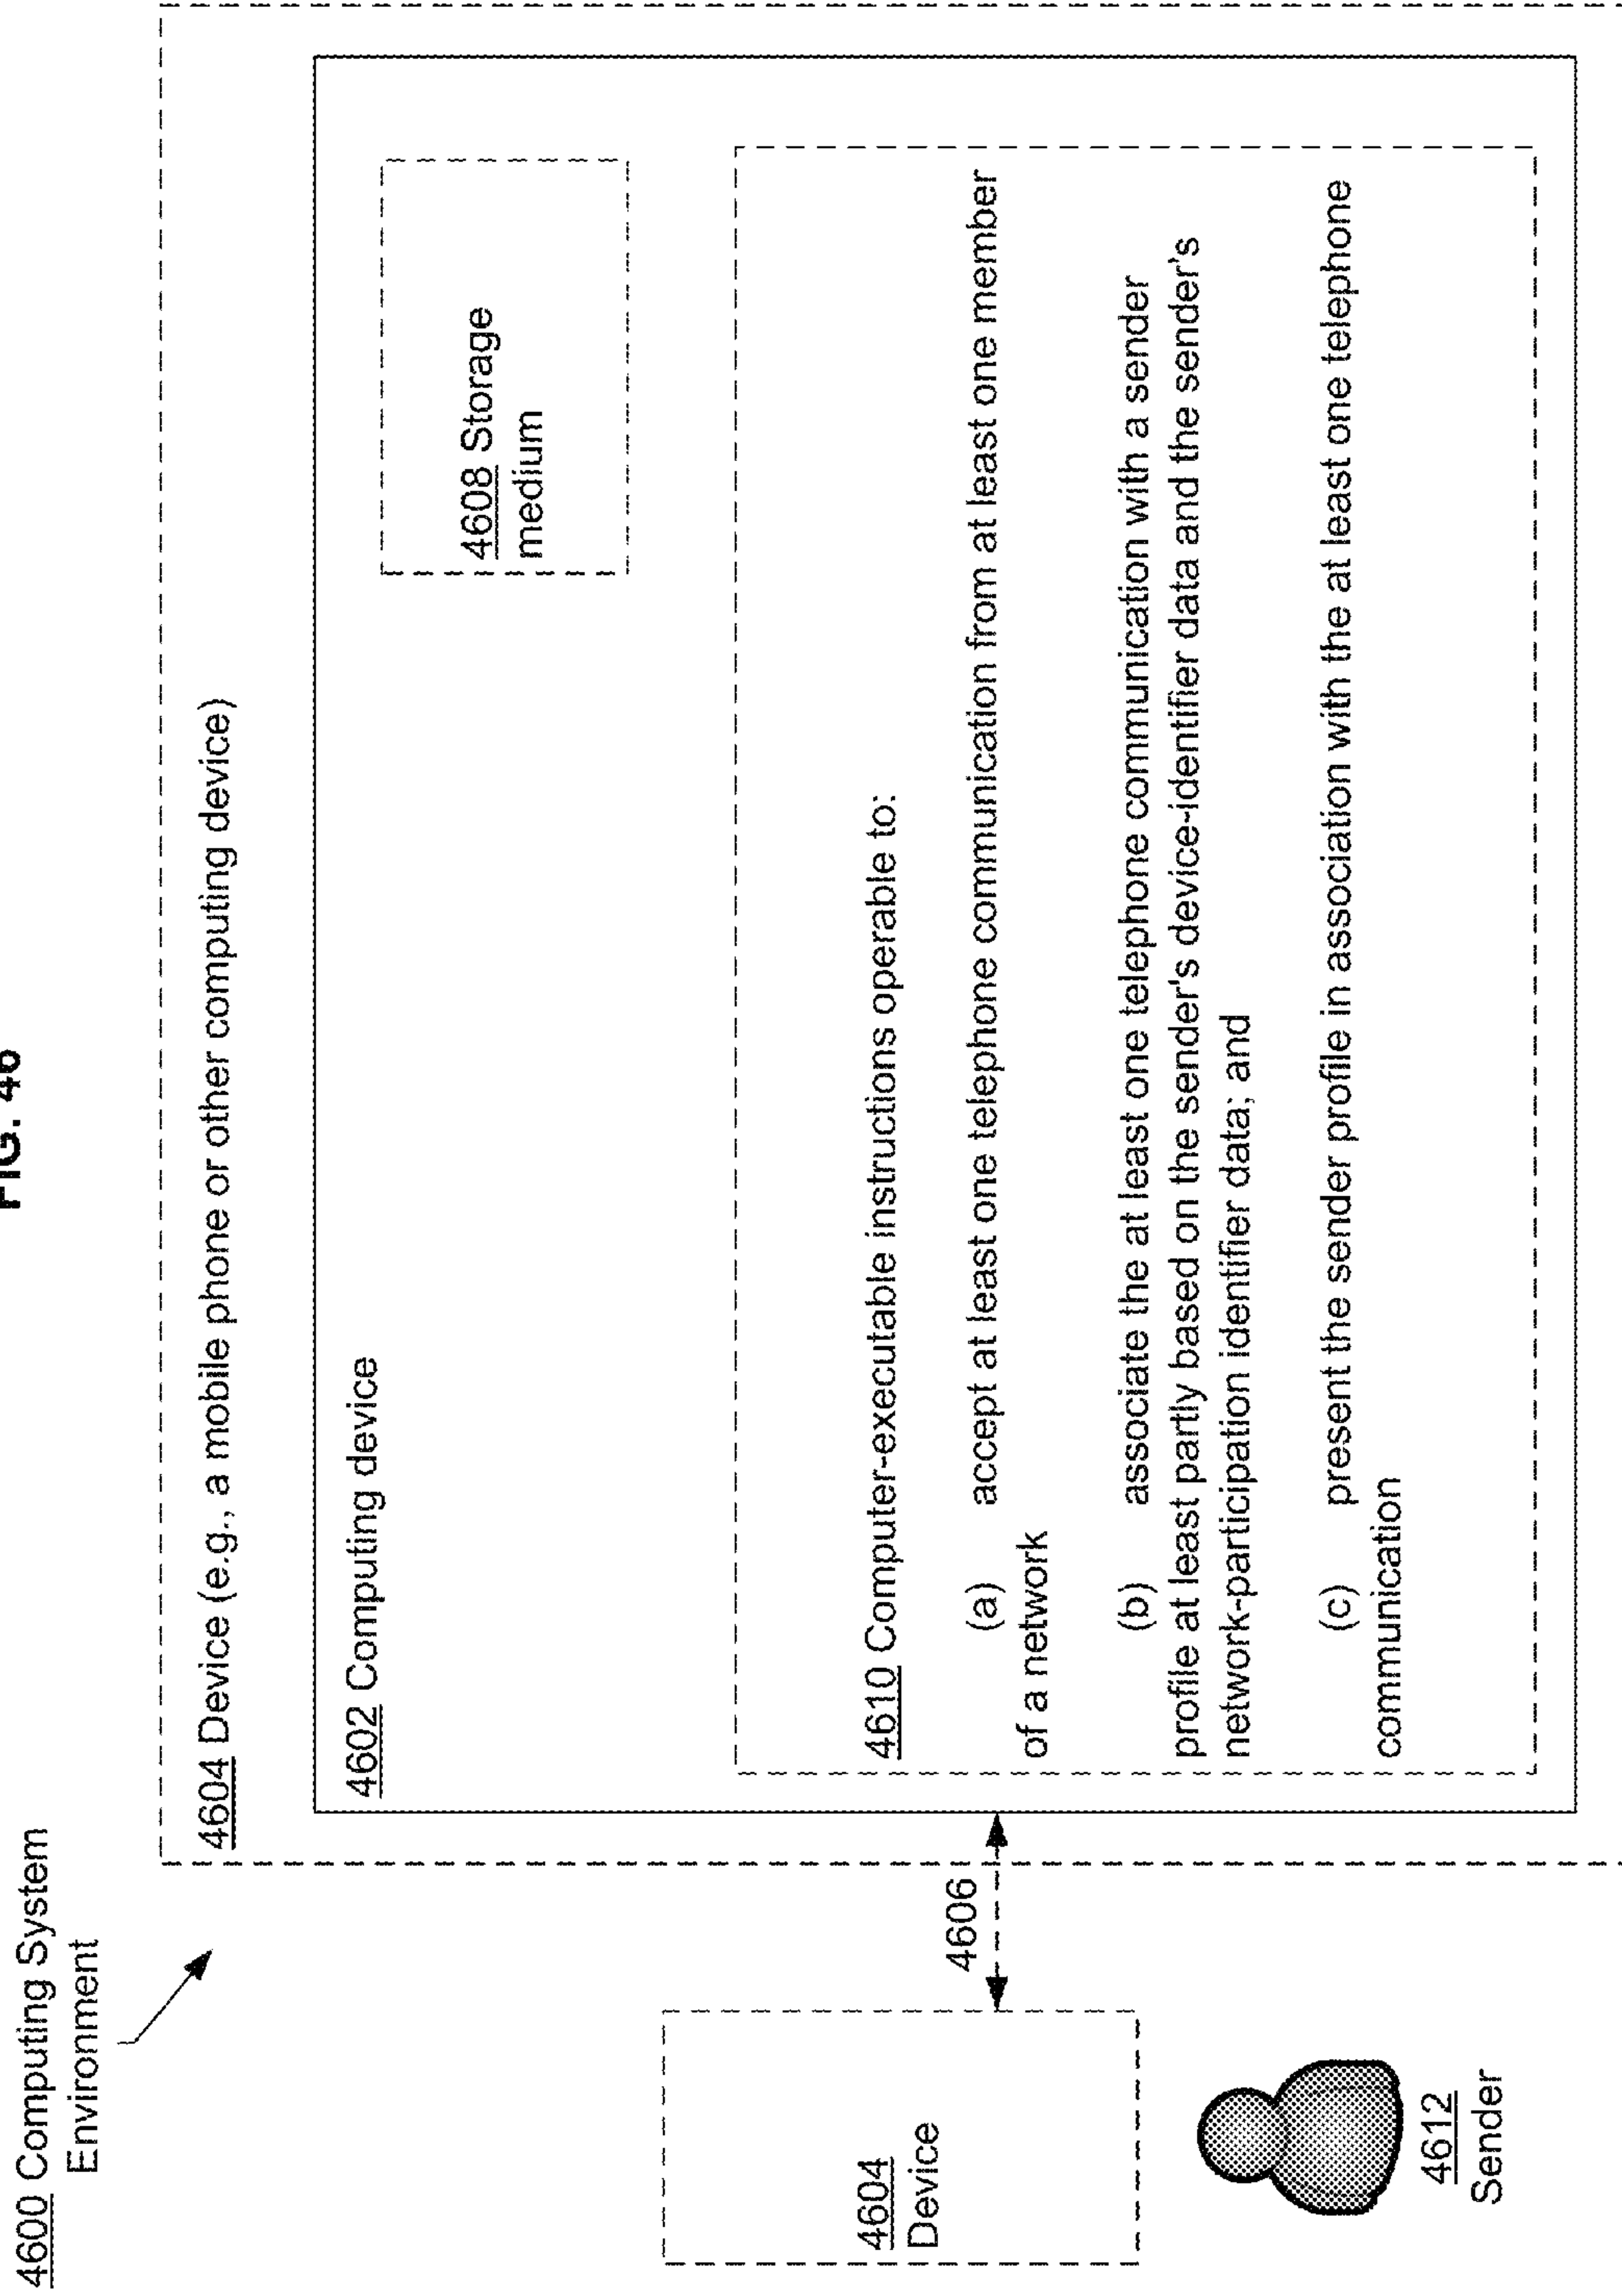 FIG. 46
4600 Computing System
Environment
4604 Device (e.g., a mobile phone or other computing device)
4602 Computing device
4608 Storage
medium
4610 Computer-executable instructions operable to:
(a) accept at least one telephone communication from at least one member
of a network
(b) associate the at least one telephone communication with a sender
profile at least partly based on the sender's device-identifier data and the sender's
network-participation identifier data; and
(c) present the sender profile in association with the at least one telephone
communication
4606
4604
Device
4612
Sender